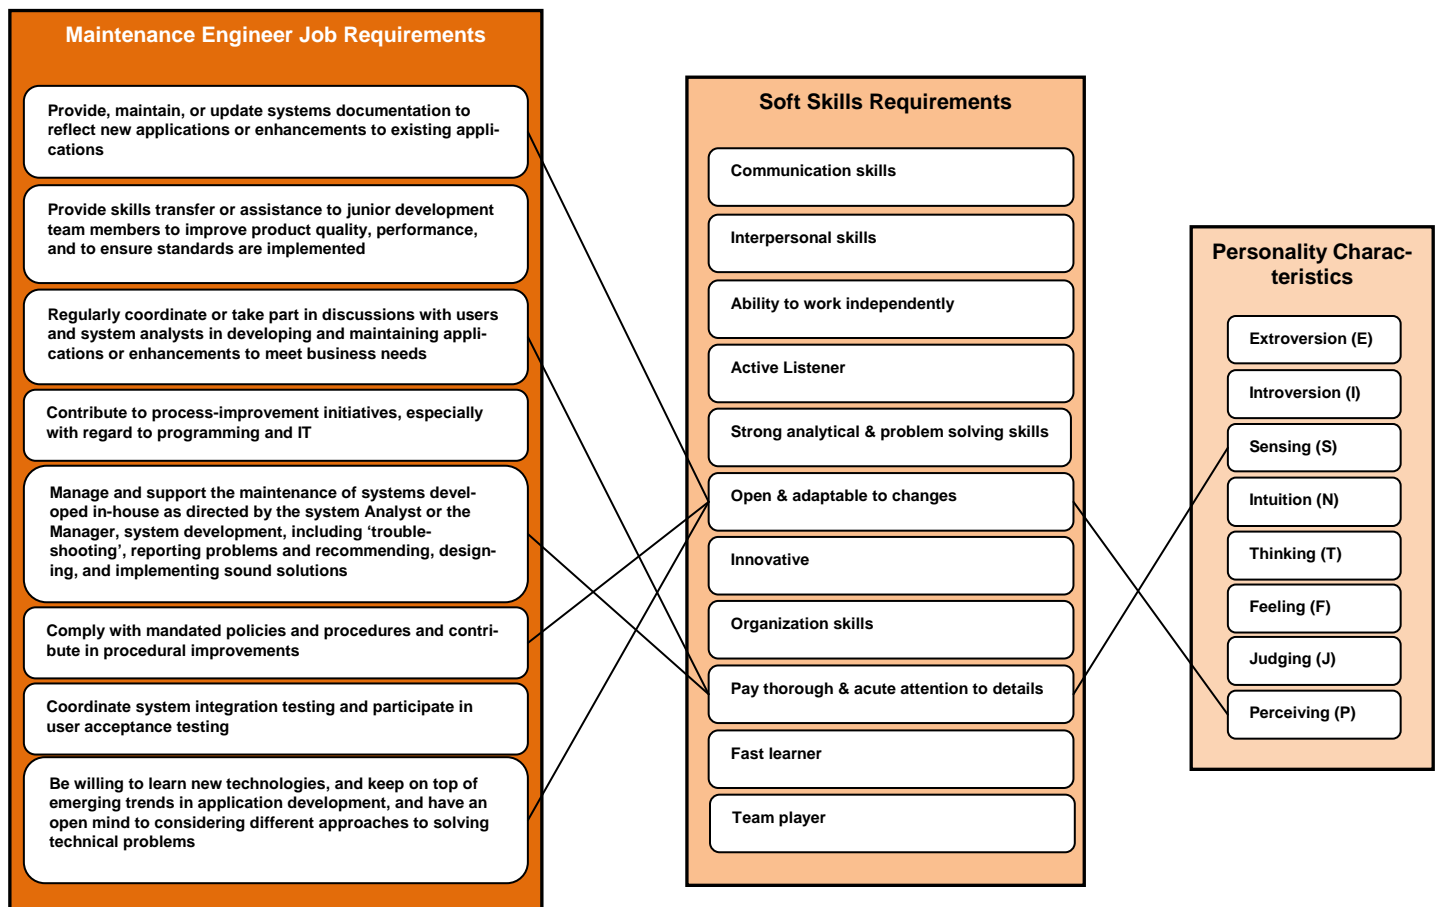 Maintenance Engineer Job Requirements
Provide, maintain, or update systems documentation to
reflect new applications or enhancements to existing appli-
cations
Provide skills transfer or assistance to junior development
team members to improve product quality, performance,
and to ensure standards are implemented
Regularly coordinate or take part in discussions with users
and system analysts in developing and maintaining appli-
cations or enhancements to meet business needs
Contribute to process-improvement initiatives, especially
with regard to programming and IT
Manage and support the maintenance of systems devel-
oped in-house as directed by the system Analyst or the
Manager, system development, including ‘trouble-
shooting’, reporting problems and recommending, design-
ing, and implementing sound solutions
Comply with mandated policies and procedures and contri-
bute in procedural improvements
Coordinate system integration testing and participate in
user acceptance testing
Be willing to learn new technologies, and keep on top of
emerging trends in application development, and have an
open mind to considering different approaches to solving
technical problems
Soft Skills Requirements
Communication skills
Interpersonal skills
Ability to work independently
Active Listener
Strong analytical & problem solving skills
Open & adaptable to changes
Innovative
Organization skills
Pay thorough & acute attention to details
Fast learner
Team player
Personality Charac-
teristics
Extroversion (E)
Introversion (I)
Sensing (S)
Intuition (N)
Thinking (T)
Feeling (F)
Judging (J)
Perceiving (P)